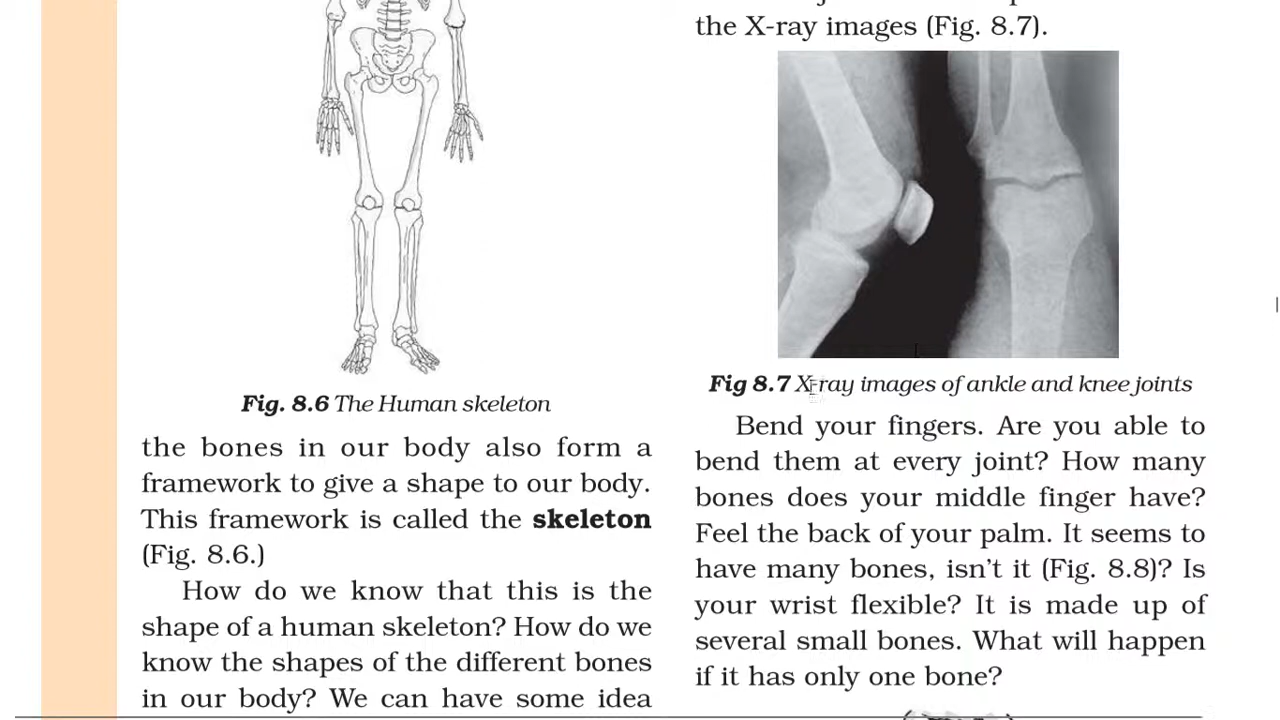 Fig. 8.6 The Human skeleton
the bones in our body also form a
framework to give a shape to our body.
This framework is called the skeleton
(Fig. 8.6.)
How do we know that this is the
shape of a human skeleton? How do we
know the shapes of the different bones
in our body? We can have some idea
the X-ray images (Fig. 8.7).
Fig 8.7 X-ray images of ankle and knee joints
Bend your fingers. Are you able to
bend them at every joint? How many
bones does your middle finger have?
Feel the back of your palm. It seems to
have many bones, isn't it (Fig. 8.8)? Is
your wrist flexible? It is made up of
several small bones. What will happen
if it has only one bone?